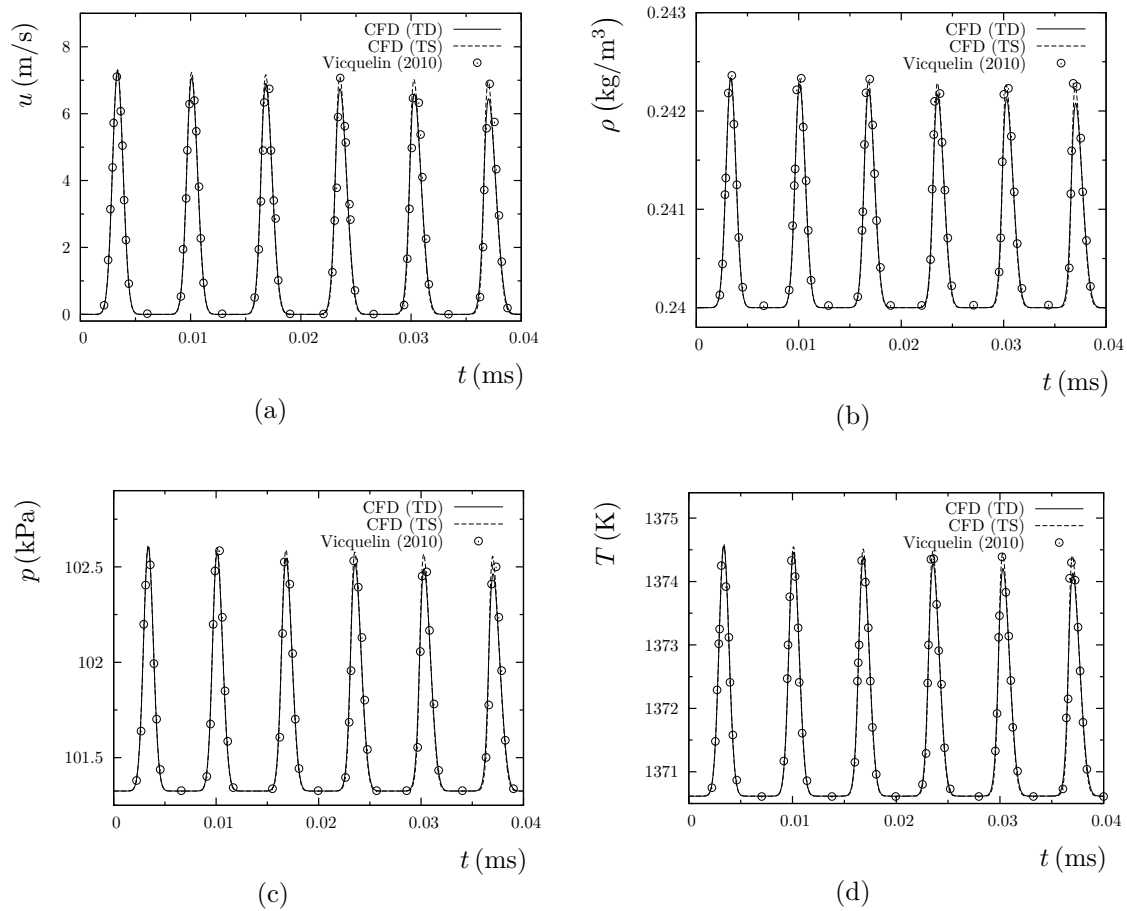 u (m/s)
8
6
4
2
0
0
0.01
0.02
0.03
0.04
CFD (TD)
CFD (TS)
Vicquelin (2010)
t (ms)
(a)
ρ (kg/m³)
0.243
0.242
0.241
0.24
0
0.01
0.02
0.03
0.04
CFD (TD)
CFD (TS)
Vicquelin (2010)
t (ms)
(b)
p (kPa)
102.5
102
101.5
0
0.01
0.02
0.03
0.04
CFD (TD)
CFD (TS)
Vicquelin (2010)
t (ms)
(c)
T (K)
1375
1374
1373
1372
1371
0
0.01
0.02
0.03
0.04
CFD (TD)
CFD (TS)
Vicquelin (2010)
t (ms)
(d)